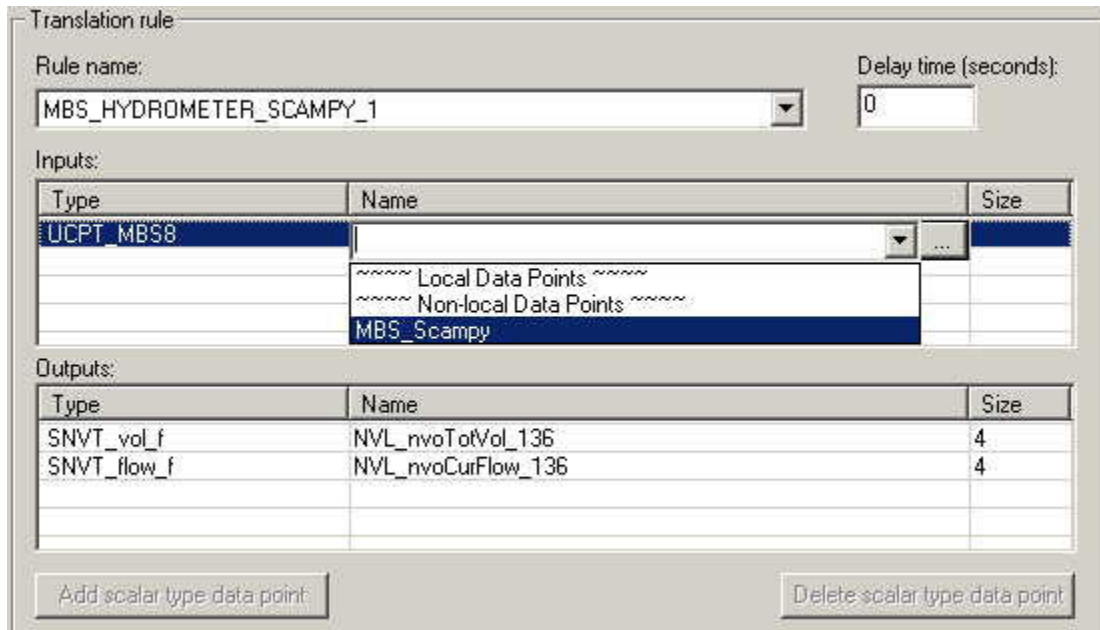 Translation rule
Rule name: Delay time (seconds):
MBS_HYDROMETER_SCAMPY_1 0
Inputs:
Type Name Size
UCPT_MBS8 ...
~~~~ Local Data Points ~~~~
~~~~ Non-local Data Points ~~~~
MBS_Scampy
Outputs:
Type Name Size
SNVT_vol_f NVL_nvoTotVol_136 4
SNVT_flow_f NVL_nvoCurFlow_136 4
Add scalar type data point Delete scalar type data point